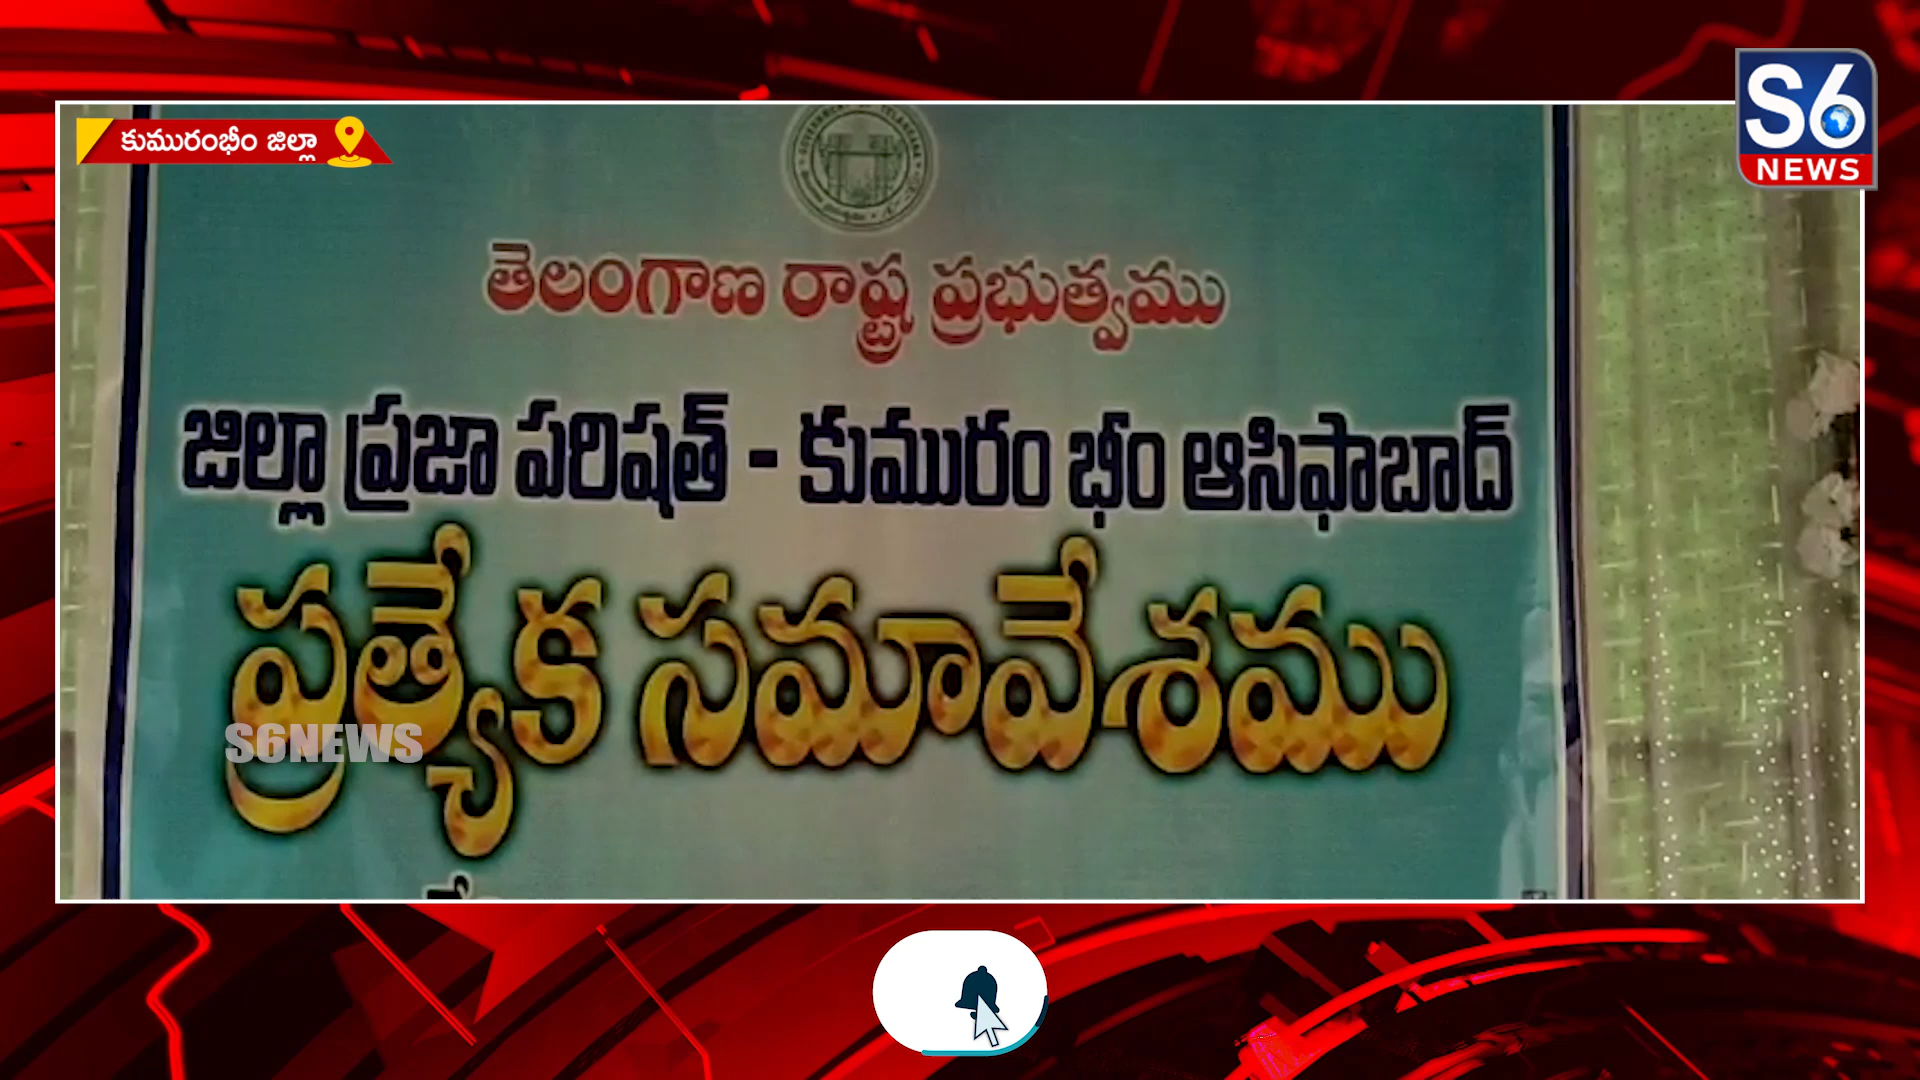 S6
NEWS
కుమురంభీం జిల్లా
తెలంగాణ రాష్ట్ర ప్రభుత్వము
జిల్లా ప్రజా పరిషత్ - కుమురం భీం ఆసిఫాబాద్
ప్రత్యేక సమావేశము
S6NEWS